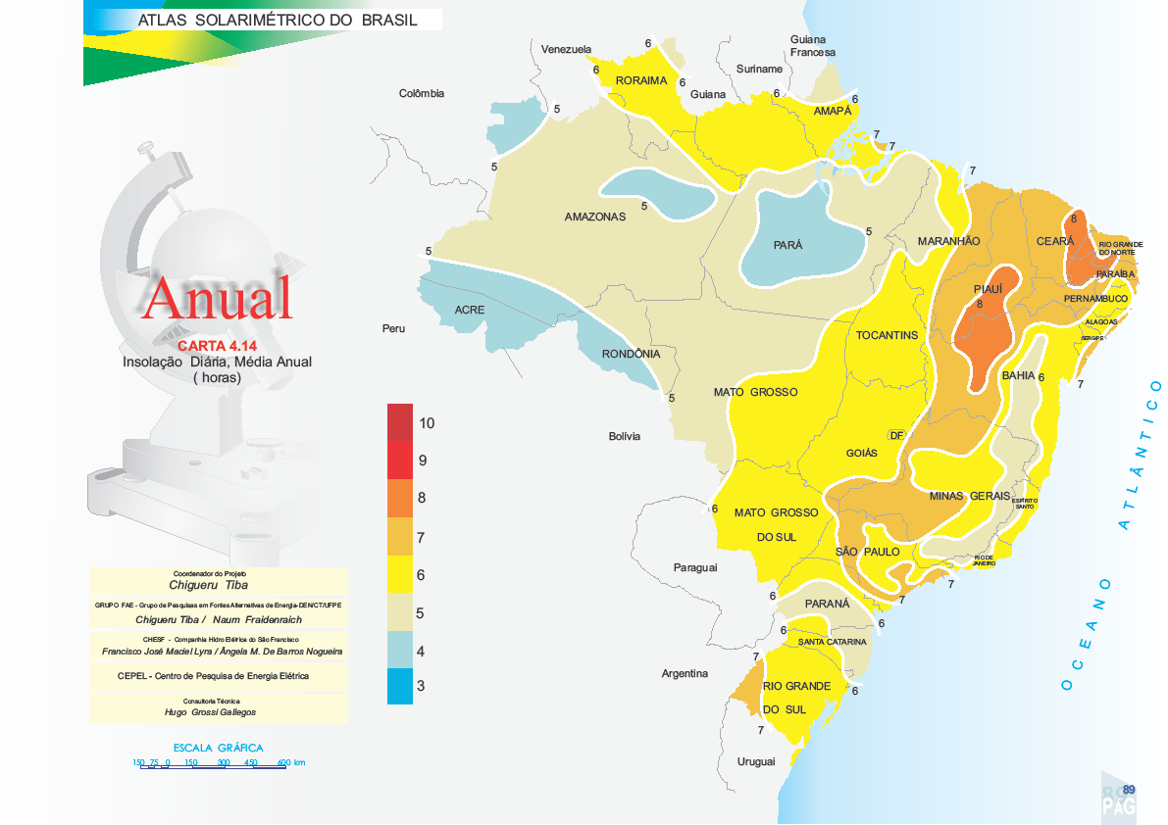 ATLAS SOLARIMÉTRICO DO BRASIL
Venezuela
Guiana
Francesa
Suriname
Guiana
Colômbia
6
6
6
6
6
RORAIMA
AMAPÁ
5
5
7
7
7
AMAZONAS
5
PARÁ
5
MARANHÃO
CEARÁ
8
RIO GRANDE
DO NORTE
PARAÍBA
PERNAMBUCO
ALAGOAS
SERGIPE
PIAUÍ
8
5
ACRE
Peru
RONDÔNIA
TOCANTINS
BAHIA
6
7
MATO GROSSO
5
Bolívia
DF
GOIÁS
MINAS GERAIS
ESPÍRITO
SANTO
6
MATO GROSSO
DO SUL
SÃO PAULO
RIO DE
JANEIRO
7
7
Paraguai
6
PARANÁ
6
6
SANTA CATARINA
7
Argentina
RIO GRANDE
DO SUL
6
7
Uruguai
OCEANO ATLÂNTICO
Anual
CARTA 4.14
Insolação Diária, Média Anual
( horas)
10
9
8
7
6
5
4
3
Coordenador do Projeto
Chigueru Tiba
GRUPO FAE - Grupo de Pesquisas em Fontes Alternativas de Energia-DEN/CT/UFPE
Chigueru Tiba / Naum Fraidenraich
CHESF - Companhia Hidro Elétrica do São Francisco
Francisco José Maciel Lyra / Ângela M. De Barros Nogueira
CEPEL - Centro de Pesquisa de Energia Elétrica
Consultoria Técnica
Hugo Grossi Gallegos
ESCALA GRÁFICA
150 75 0 150 300 450 600 km
89
89
PÁG